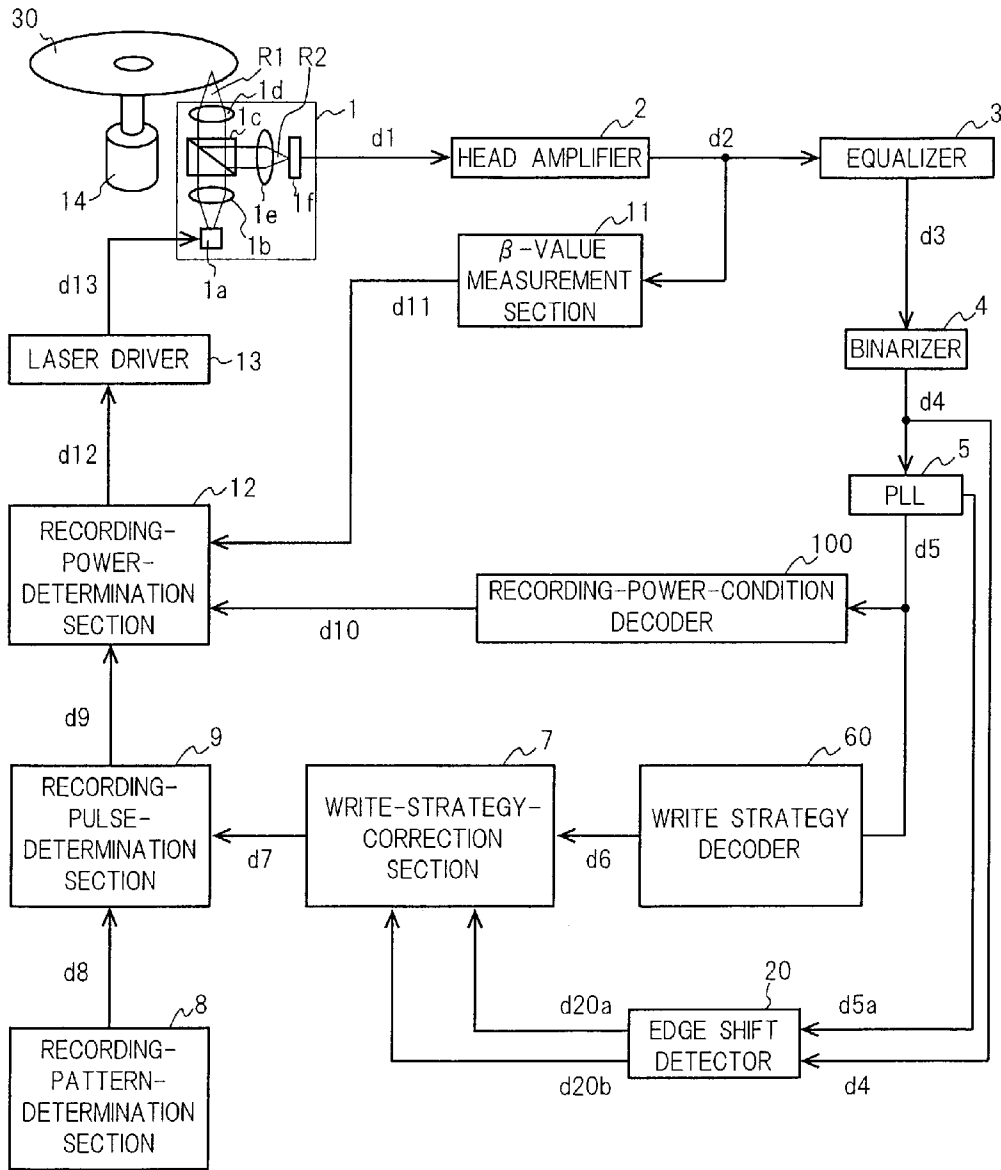 30
R1
R2
1d
1c
1
14
1e
1f
1b
1a
d1
2
HEAD AMPLIFIER
d2
3
EQUALIZER
11
β-VALUE
MEASUREMENT
SECTION
d3
d11
d13
4
BINARIZER
LASER DRIVER
13
d4
d12
5
PLL
12
RECORDING-
POWER-
DETERMINATION
SECTION
d5
100
RECORDING-POWER-CONDITION
DECODER
d10
d9
9
RECORDING-
PULSE-
DETERMINATION
SECTION
7
WRITE-STRATEGY-
CORRECTION
SECTION
60
WRITE STRATEGY
DECODER
d7
d6
d8
8
RECORDING-
PATTERN-
DETERMINATION
SECTION
20
d20a
EDGE SHIFT
DETECTOR
d5a
d20b
d4